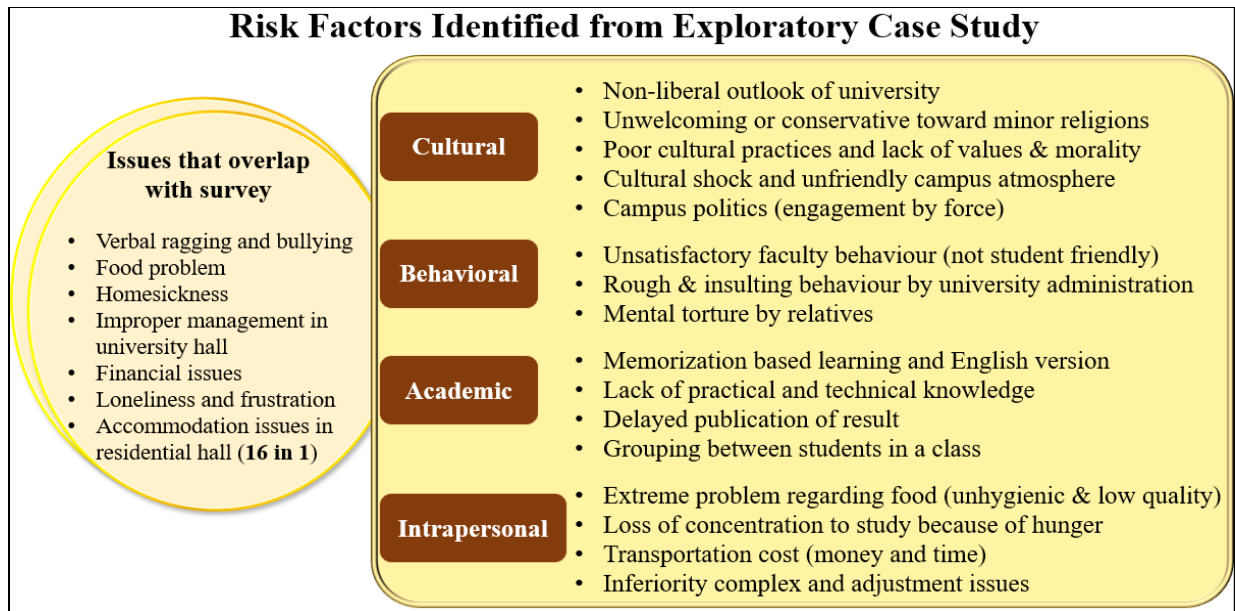 Risk Factors Identified from Exploratory Case Study
Issues that overlap
with survey
• Verbal ragging and bullying
• Food problem
• Homesickness
• Improper management in
university hall
• Financial issues
• Loneliness and frustration
• Accommodation issues in
residential hall (16 in 1)
Cultural
• Non-liberal outlook of university
• Unwelcoming or conservative toward minor religions
• Poor cultural practices and lack of values & morality
• Cultural shock and unfriendly campus atmosphere
• Campus politics (engagement by force)
Behavioral
• Unsatisfactory faculty behaviour (not student friendly)
• Rough & insulting behaviour by university administration
• Mental torture by relatives
Academic
• Memorization based learning and English version
• Lack of practical and technical knowledge
• Delayed publication of result
• Grouping between students in a class
Intrapersonal
• Extreme problem regarding food (unhygienic & low quality)
• Loss of concentration to study because of hunger
• Transportation cost (money and time)
• Inferiority complex and adjustment issues